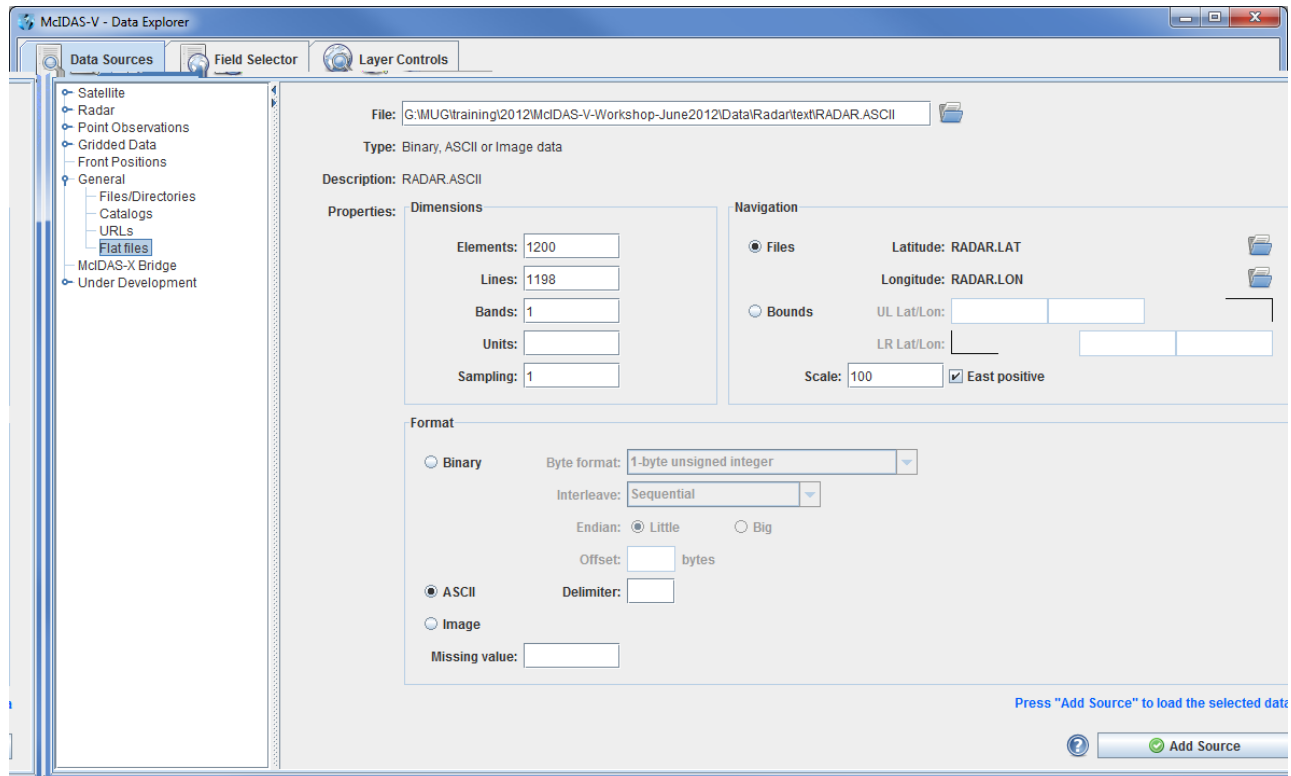 McIDAS-V - Data Explorer
Data Sources
Field Selector
Layer Controls
Satellite
Radar
Point Observations
Gridded Data
Front Positions
General
Files/Directories
Catalogs
URLs
Flat files
McIDAS-X Bridge
Under Development
File: G:\MUG\training\2012\McIDAS-V-Workshop-June2012\Data\Radar\text\RADAR.ASCII
Type: Binary, ASCII or Image data
Description: RADAR.ASCII
Properties:
Dimensions
Elements: 1200
Lines: 1198
Bands: 1
Units:
Sampling: 1
Navigation
Files Latitude: RADAR.LAT
Longitude: RADAR.LON
Bounds UL Lat/Lon:
LR Lat/Lon:
Scale: 100 East positive
Format
Binary Byte format: 1-byte unsigned integer
Interleave: Sequential
Endian: Little Big
Offset: bytes
ASCII Delimiter:
Image
Missing value:
Press "Add Source" to load the selected data
Add Source